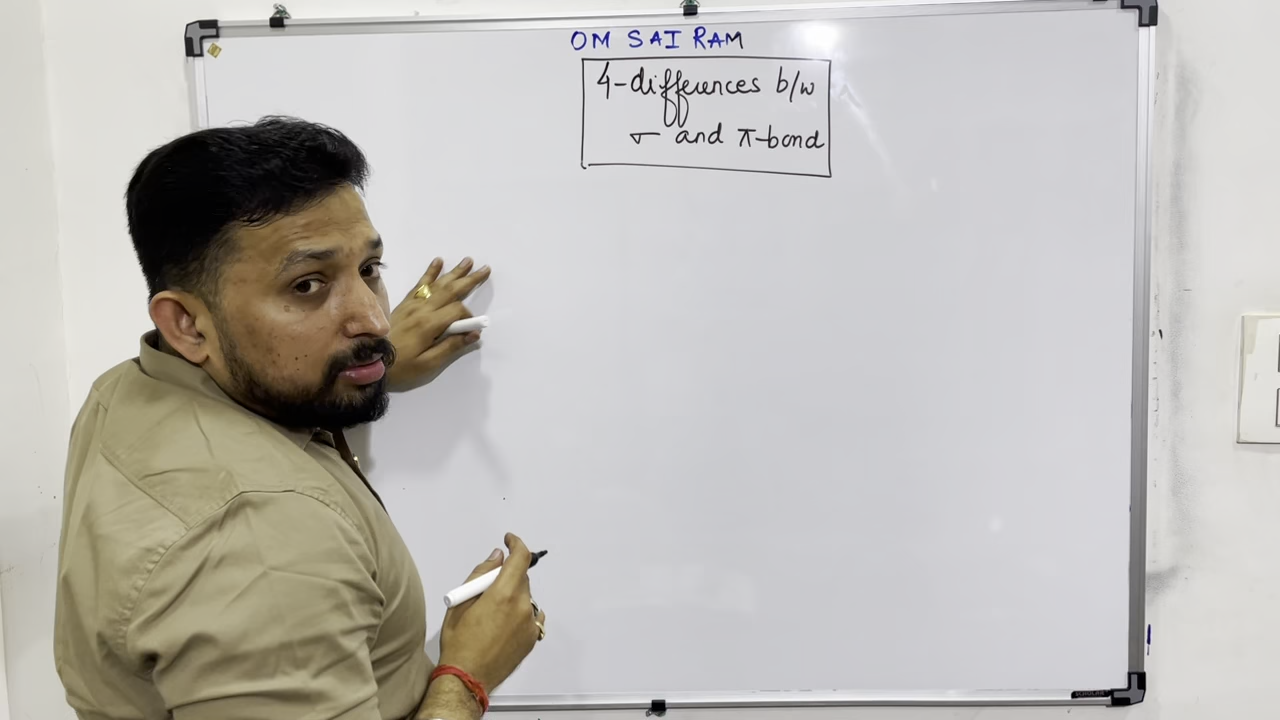 OM SAI RAM
4-differences b/w
σ and π-bond